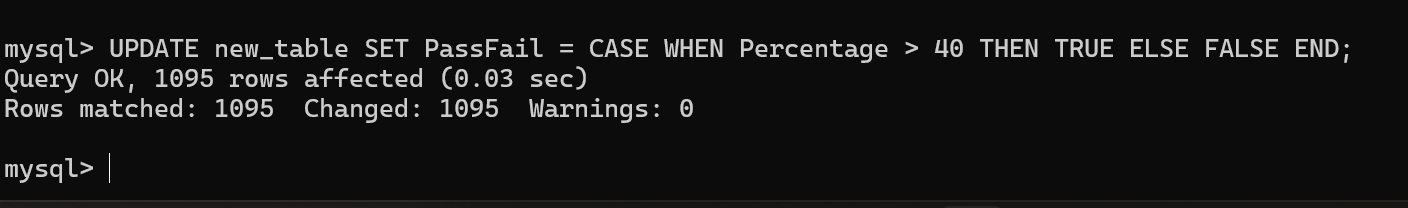 mysql> UPDATE new_table SET PassFail = CASE WHEN Percentage > 40 THEN TRUE ELSE FALSE END;
Query OK, 1095 rows affected (0.03 sec)
Rows matched: 1095  Changed: 1095  Warnings: 0
mysql>